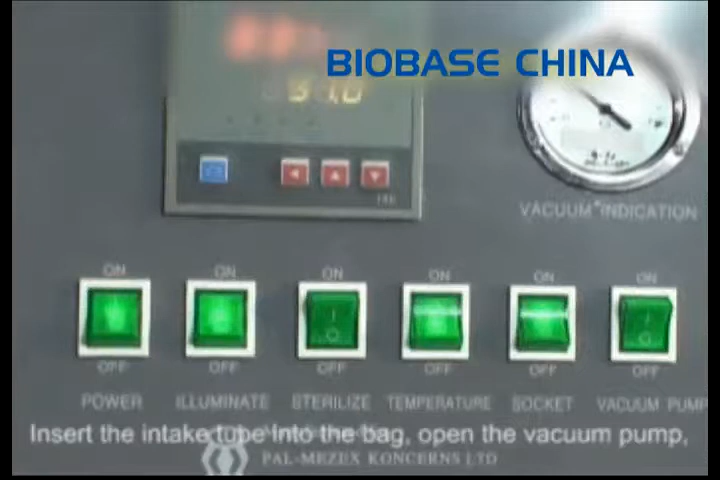 BIOBASE CHINA
31.0
VACUUM INDICATION
ON ON ON ON ON ON
OFF OFF OFF OFF OFF OFF
POWER ILLUMINATE STERILIZE TEMPERATURE SOCKET VACUUM PUMP
Insert the intake tube into the bag, open the vacuum pump,
PAL-MEZEX KONCERNS LTD